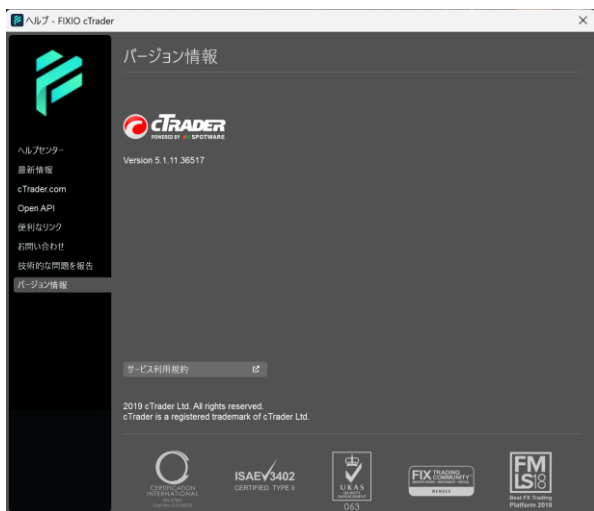 ヘルプ - FIXIO cTrader
バージョン情報
cTRADER
POWERED BY SPOTWARE
Version 5.1.11.36517
ヘルプセンター
最新情報
cTrader.com
Open API
便利なリンク
お問い合わせ
技術的な問題を報告
バージョン情報
サービス利用規約
2019 cTrader Ltd. All rights reserved.
cTrader is a registered trademark of cTrader Ltd.
CERTIFICATION
INTERNATIONAL
ISAE 3402
CERTIFIED TYPE II
UKAS
QUALITY
MANAGEMENT
063
FIX TRADING
COMMUNITY
MEMBER
FM
LS18
Best FX Trading
Platform 2018